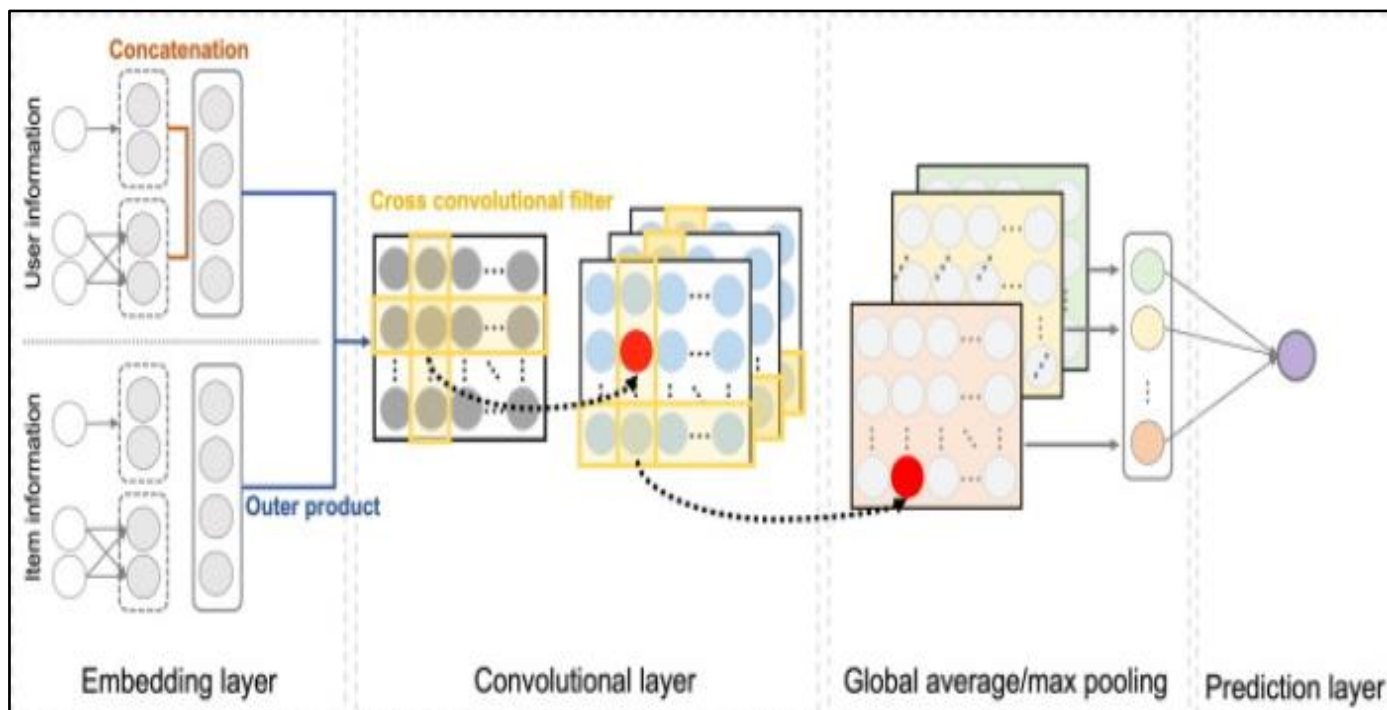 Concatenation
User information
Item information
Outer product
Cross convolutional filter
Embedding layer
Convolutional layer
Global average/max pooling
Prediction layer